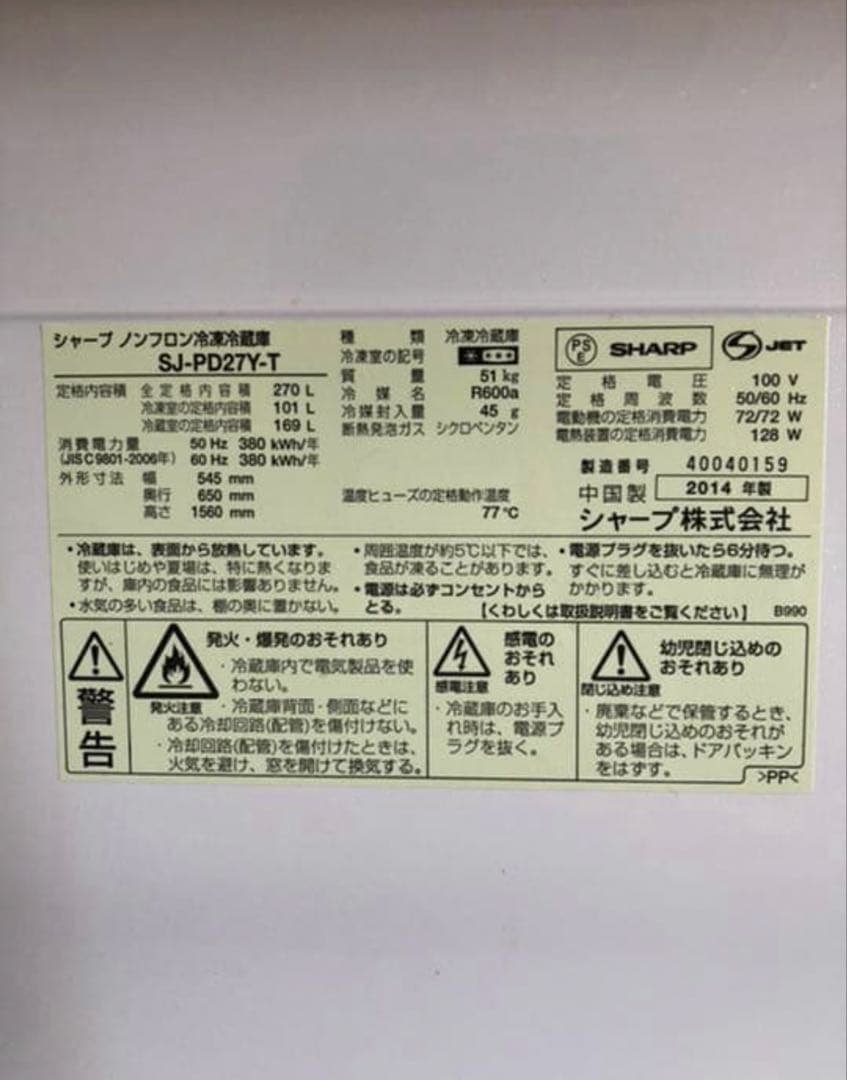 シャープ ノンフロン冷凍冷蔵庫
SJ-PD27Y-T
定格内容積 全定格内容積 270 L
冷凍室の定格内容積 101 L
冷蔵室の定格内容積 169 L
消費電力量 50 Hz 380 kWh/年
(JIS C 9801-2006年) 60 Hz 380 kWh/年
外形寸法 幅 545 mm
奥行 650 mm
高さ 1560 mm
種類 冷凍冷蔵庫
冷凍室の記号
質量 51 kg
冷媒名 R600a
冷媒封入量 45 g
断熱発泡ガス シクロペンタン
温度ヒューズの定格動作温度
77℃
PSE SHARP JET
定格電圧 100 V
定格周波数 50/60 Hz
電動機の定格消費電力 72/72 W
電熱装置の定格消費電力 128 W
製造番号 40040159
中国製 2014 年製
シャープ株式会社
・冷蔵庫は、表面から放熱しています。
使いはじめや夏場は、特に熱くなりま
すが、庫内の食品には影響ありません。
・水気の多い食品は、棚の奥に置かない。
・周囲温度が約5℃以下では、
食品が凍ることがあります。
・電源は必ずコンセントから
とる。
・電源プラグを抜いたら6分待つ。
すぐに差し込むと冷蔵庫に無理が
かかります。
【くわしくは取扱説明書をご覧ください】 B990
警告
発火・爆発のおそれあり
発火注意
・冷蔵庫内で電気製品を使
わない。
・冷蔵庫背面・側面などに
ある冷却回路(配管)を傷付けない。
・冷却回路(配管)を傷付けたときは、
火気を避け、窓を開けて換気する。
感電の
おそれ
あり
感電注意
・冷蔵庫のお手入
れ時は、電源プ
ラグを抜く。
幼児閉じ込めの
おそれあり
閉じ込め注意
・廃棄などで保管するとき、
幼児閉じ込めのおそれが
ある場合は、ドアパッキン
をはずす。
>PP<